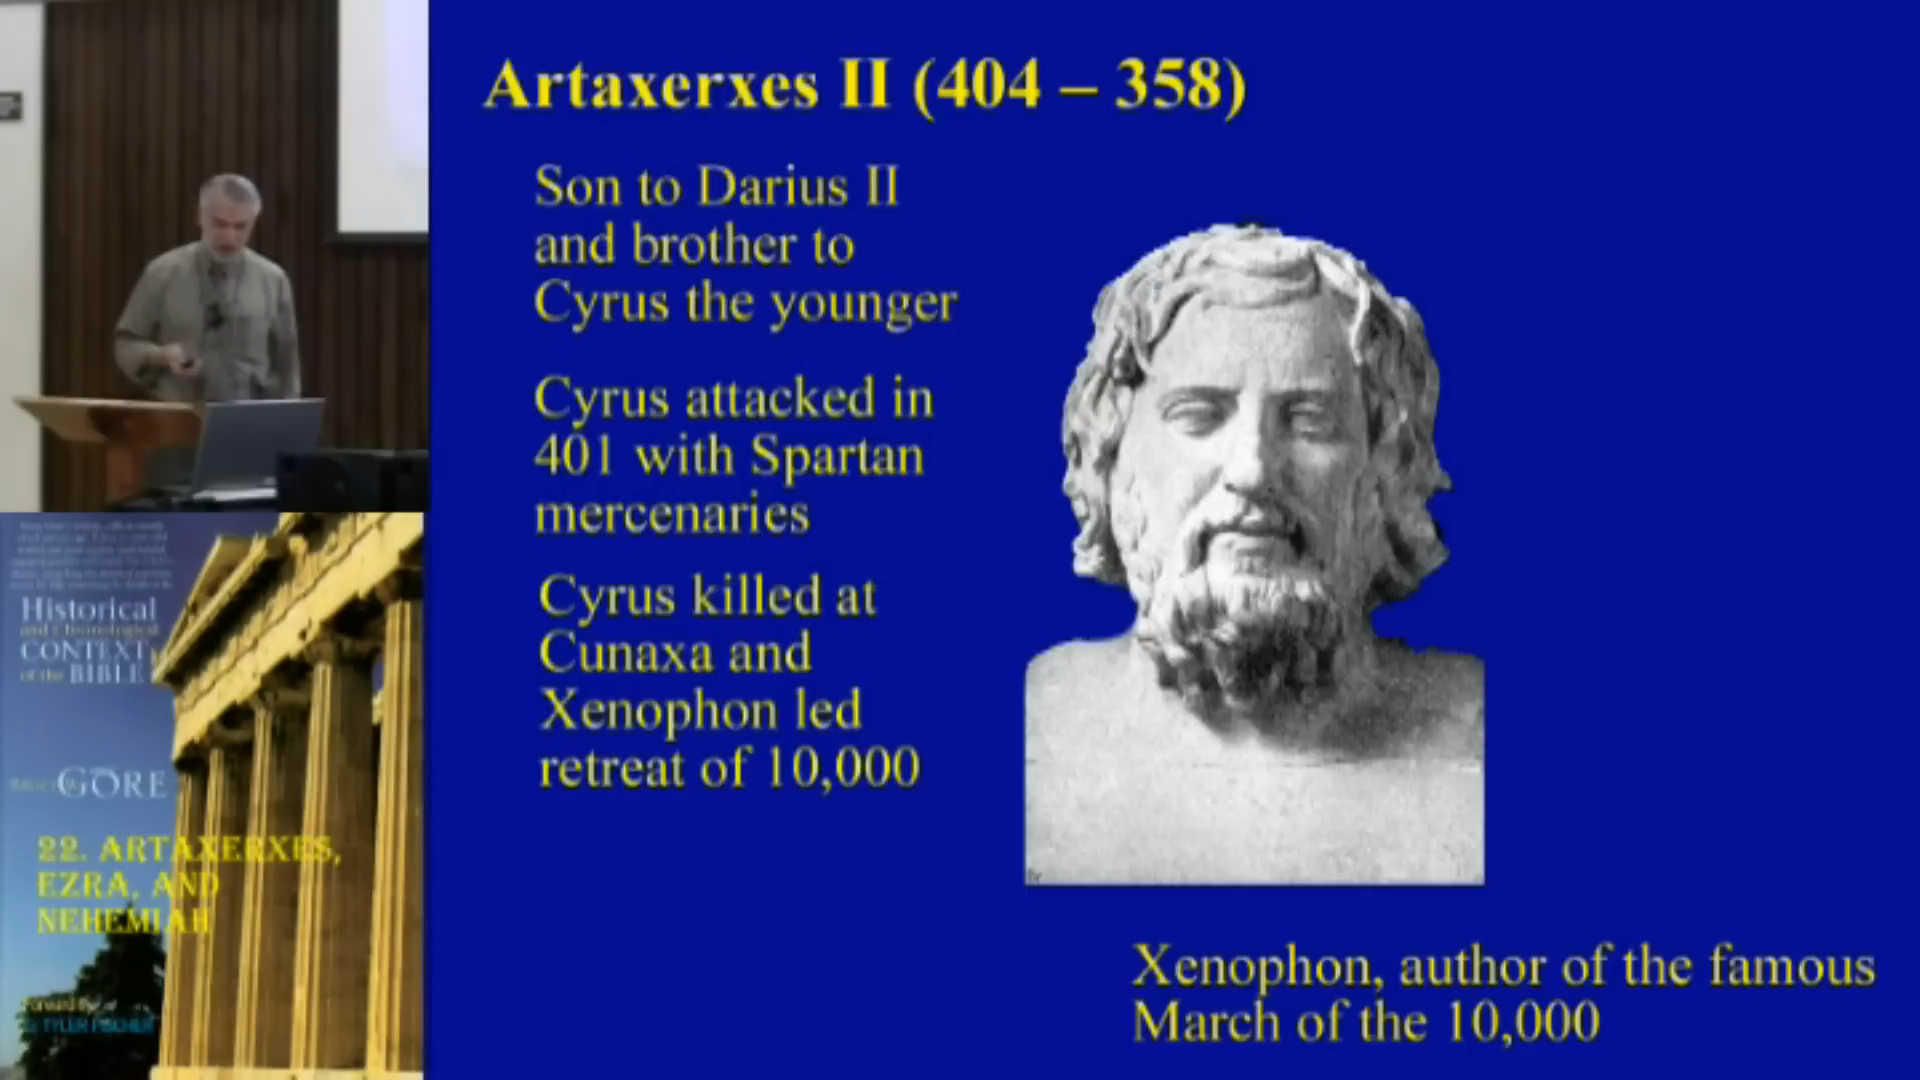 Artaxerxes II (404 – 358)
Son to Darius II
and brother to
Cyrus the younger
Cyrus attacked in
401 with Spartan
mercenaries
Cyrus killed at
Cunaxa and
Xenophon led
retreat of 10,000
Xenophon, author of the famous
March of the 10,000
Historical
and Chronological
CONTEXT
of the BIBLE
GORE
22. ARTAXERXES,
EZRA, AND
NEHEMIAH
TYLER FISCHER